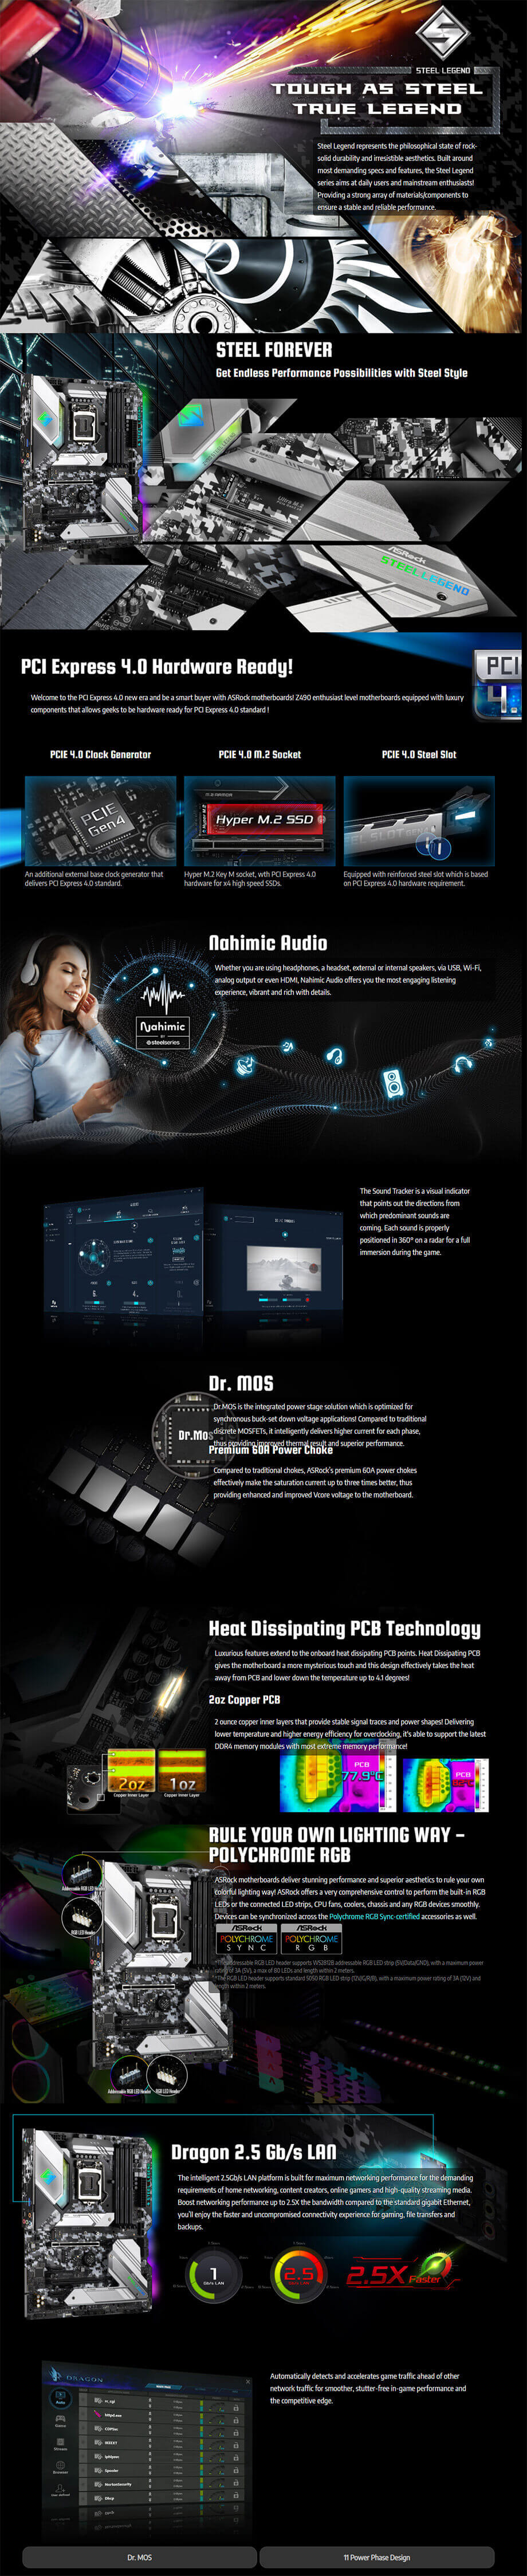 STEEL LEGEND
TOUGH AS STEEL
TRUE LEGEND
Steel Legend represents the philosophical state of rock-
solid durability and irresistible aesthetics. Built around
most demanding specs and features, the Steel Legend
series aims at daily users and mainstream enthusiasts!
Providing a strong array of materials/components to
ensure a stable and reliable performance.
STEEL FOREVER
Get Endless Performance Possibilities with Steel Style
ASRock
STEEL LEGEND
PCI Express 4.0 Hardware Ready!
PCI
4
Welcome to the PCI Express 4.0 new era and be a smart buyer with ASRock motherboards! Z490 enthusiast level motherboards equipped with luxury
components that allows geeks to be hardware ready for PCI Express 4.0 standard !
PCIE 4.0 Clock Generator
PCIE 4.0 M.2 Socket
PCIE 4.0 Steel Slot
PCIE
Gen4
Hyper M.2 SSD
An additional external base clock generator that
delivers PCI Express 4.0 standard.
Hyper M.2 Key M socket, wth PCI Express 4.0
hardware for x4 high speed SSDs.
Equipped with reinforced steel slot which is based
on PCI Express 4.0 hardware requirement.
Nahimic Audio
Whether you are using headphones, a headset, external or internal speakers, via USB, Wi-Fi,
analog output or even HDMI, Nahimic Audio offers you the most engaging listening
experience, vibrant and rich with details.
Nahimic
BY
steelseries
The Sound Tracker is a visual indicator
that points out the directions from
which predominant sounds are
coming. Each sound is properly
positioned in 360° on a radar for a full
immersion during the game.
Dr. MOS
Dr.MOS is the integrated power stage solution which is optimized for
synchronous buck-set down voltage applications! Compared to traditional
discrete MOSFETs, it intelligently delivers higher current for each phase,
thus providing improved thermal result and superior performance.
Dr.Mos
Premium 60A Power Choke
Compared to traditional chokes, ASRock's premium 60A power chokes
effectively make the saturation current up to three times better, thus
providing enhanced and improved Vcore voltage to the motherboard.
Heat Dissipating PCB Technology
Luxurious features extend to the onboard heat dissipating PCB points. Heat Dissipating PCB
gives the motherboard a more mysterious touch and this design effectively takes the heat
away from PCB and lower down the temperature up to 4.1 degrees!
2oz Copper PCB
2 ounce copper inner layers that provide stable signal traces and power shapes! Delivering
lower temperature and higher energy efficiency for overclocking, it's able to support the latest
DDR4 memory modules with most extreme memory performance!
2oz
1oz
Copper Inner Layer
Copper Inner Layer
PCB
77.9°C
PCB
RULE YOUR OWN LIGHTING WAY -
POLYCHROME RGB
ASRock motherboards deliver stunning performance and superior aesthetics to rule your own
colorful lighting way! ASRock offers a very comprehensive control to perform the built-in RGB
LEDs or the connected LED strips, CPU fans, coolers, chassis and any RGB devices smoothly.
Devices can be synchronized across the Polychrome RGB Sync-certified accessories as well.
Addressable RGB LED Header
RGB LED Header
ASRock
POLYCHROME
SYNC
ASRock
POLYCHROME
RGB
*The addressable RGB LED header supports WS2812B addressable RGB LED strip (5V/Data/GND), with a maximum power
rating of 3A (5V), a max of 80 LEDs and length within 2 meters.
**The RGB LED header supports standard 5050 RGB LED strip (12V/G/R/B), with a maximum power rating of 3A (12V) and
length within 2 meters.
Addressable RGB LED Header
RGB LED Header
Dragon 2.5 Gb/s LAN
The intelligent 2.5Gb/s LAN platform is built for maximum networking performance for the demanding
requirements of home networking, content creators, online gamers and high-quality streaming media.
Boost networking performance up to 2.5X the bandwidth compared to the standard gigabit Ethernet,
you'll enjoy the faster and uncompromised connectivity experience for gaming, file transfers and
backups.
1
Gb/s LAN
2.5
2.5X Faster
Automatically detects and accelerates game traffic ahead of other
network traffic for smoother, stutter-free in-game performance and
the competitive edge.
DRAGON
Auto
Game
Stream
Browser
Dr. MOS
11 Power Phase Design